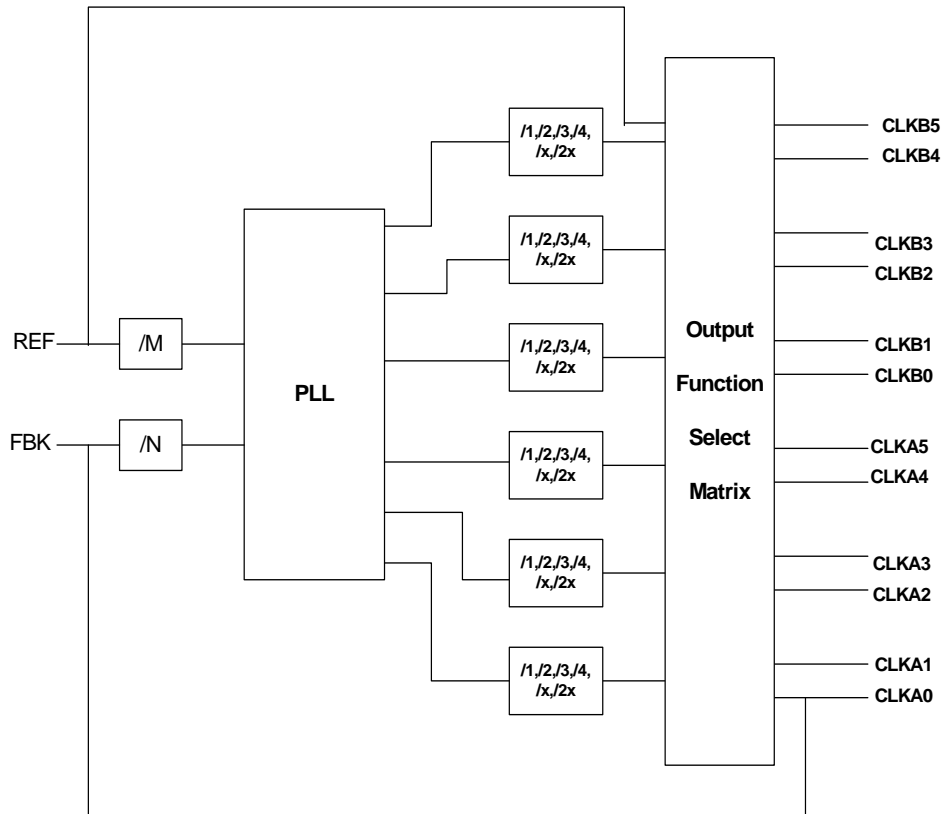 REF
FBK
/M
/N
PLL
/1,/2,/3,/4,
/x,/2x
/1,/2,/3,/4,
/x,/2x
/1,/2,/3,/4,
/x,/2x
/1,/2,/3,/4,
/x,/2x
/1,/2,/3,/4,
/x,/2x
/1,/2,/3,/4,
/x,/2x
Output
Function
Select
Matrix
CLKB5
CLKB4
CLKB3
CLKB2
CLKB1
CLKB0
CLKA5
CLKA4
CLKA3
CLKA2
CLKA1
CLKA0